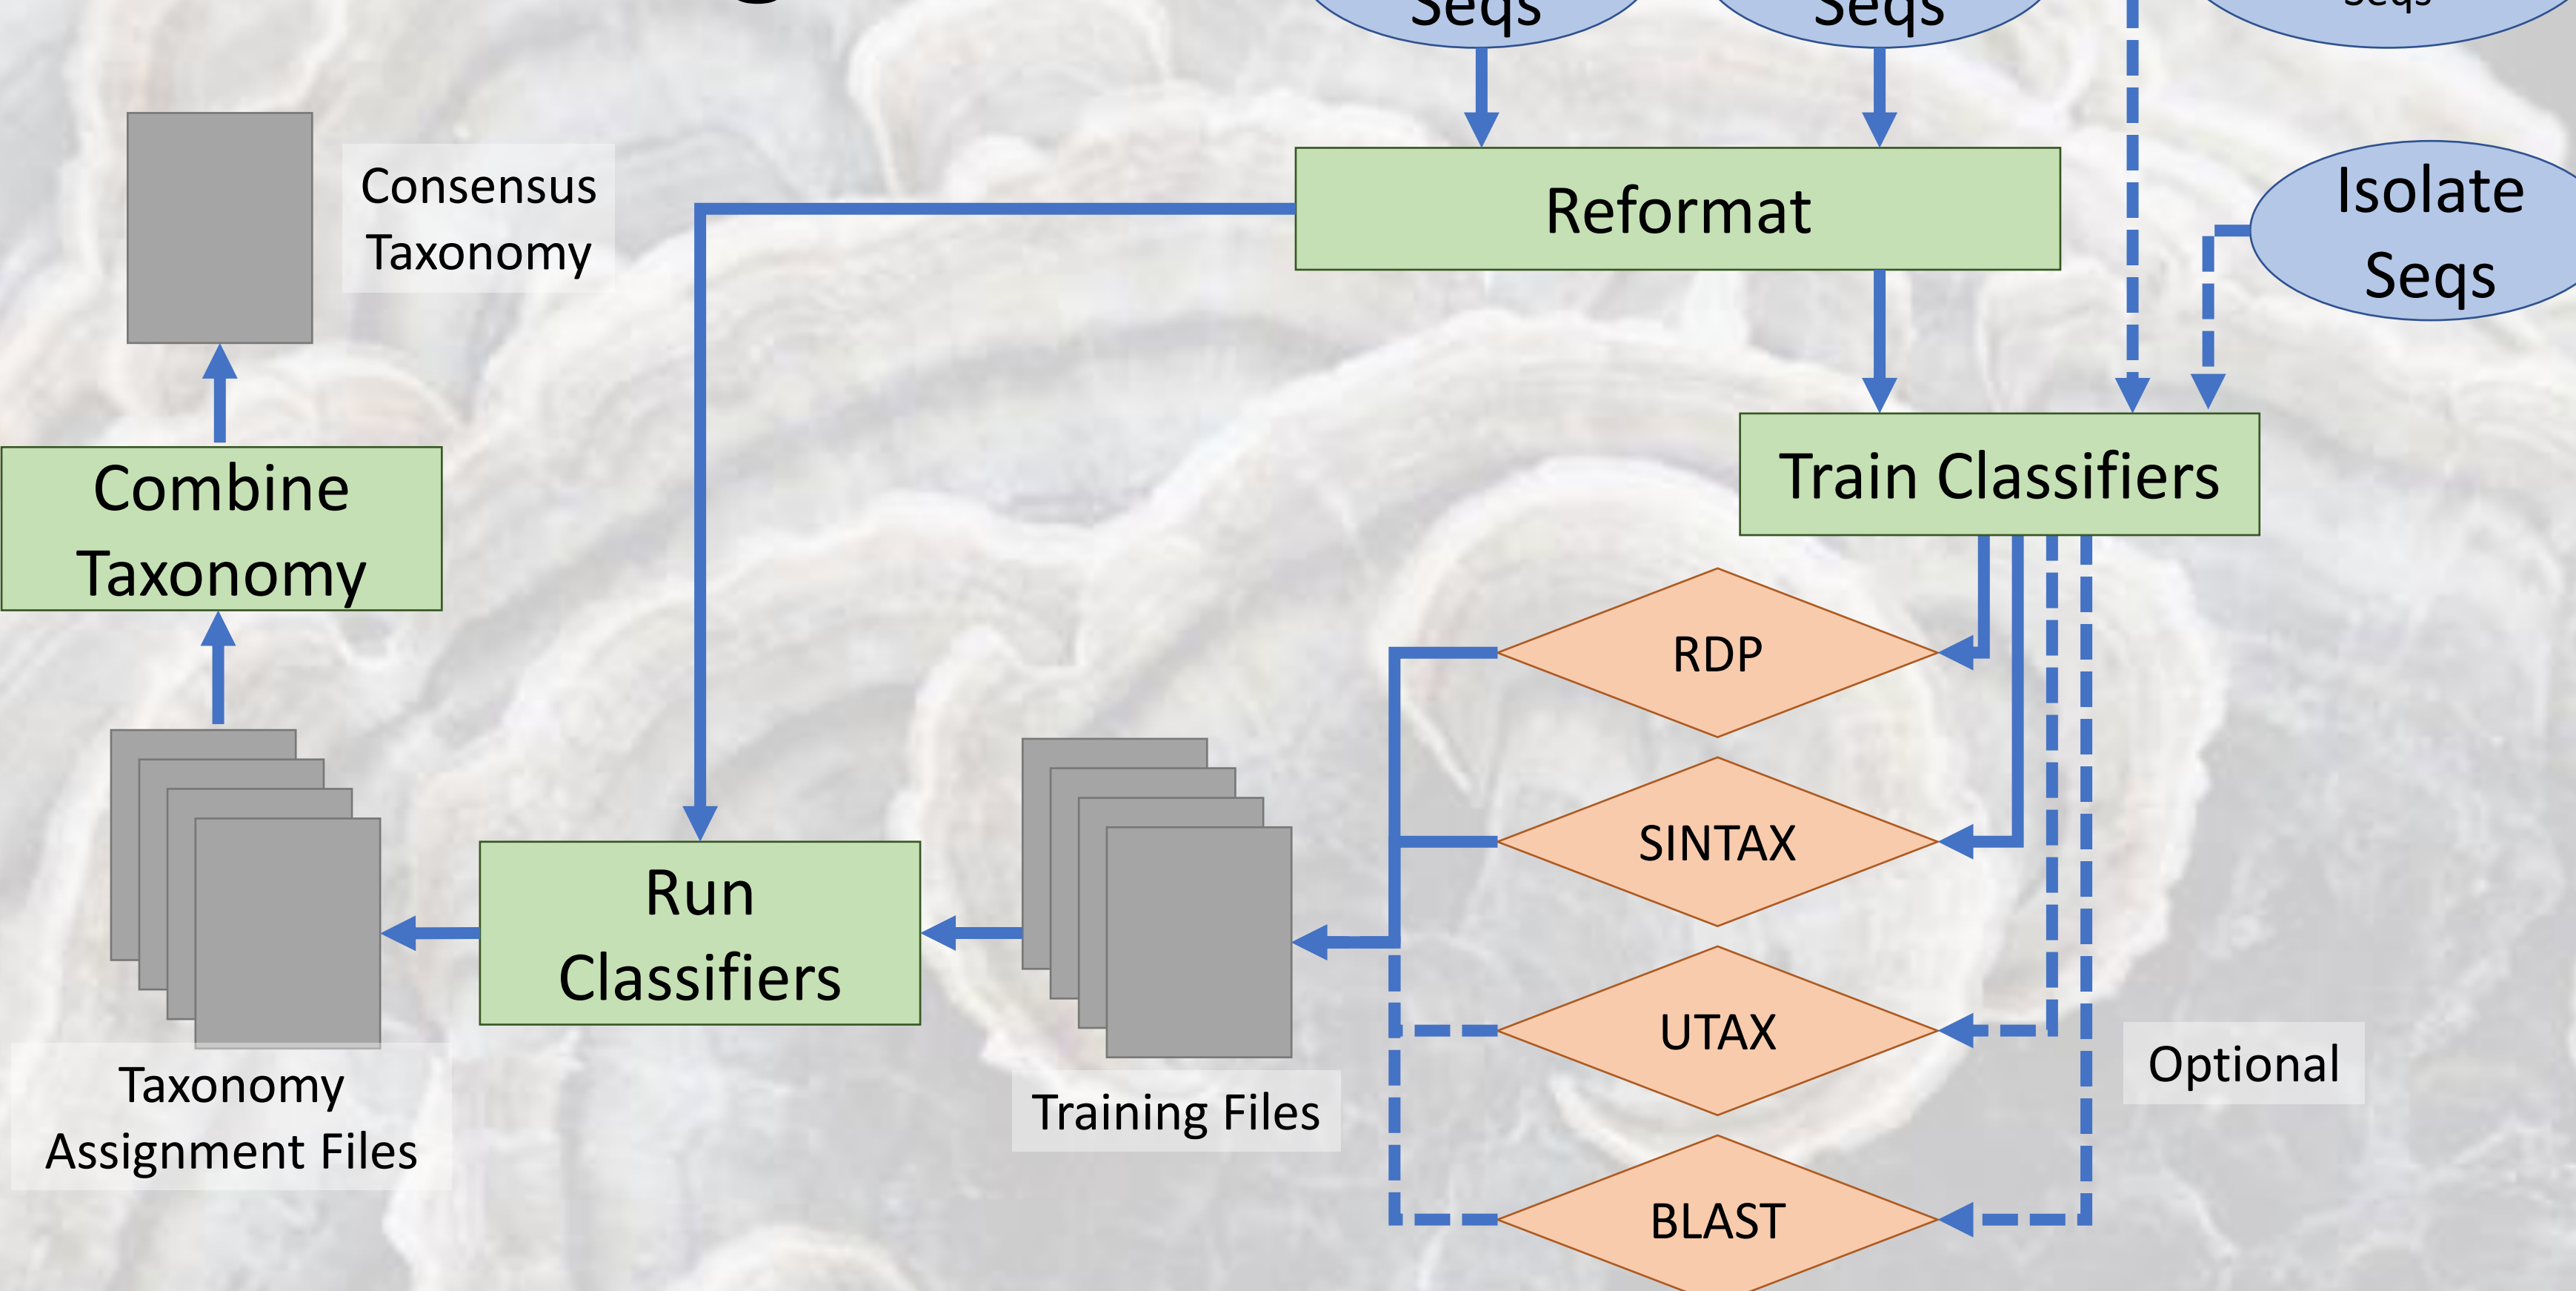 Seqs
Seqs
Seqs
Consensus
Taxonomy
Reformat
Isolate
Seqs
Combine
Taxonomy
Train Classifiers
RDP
SINTAX
Run
Classifiers
UTAX
Optional
Taxonomy
Assignment Files
Training Files
BLAST